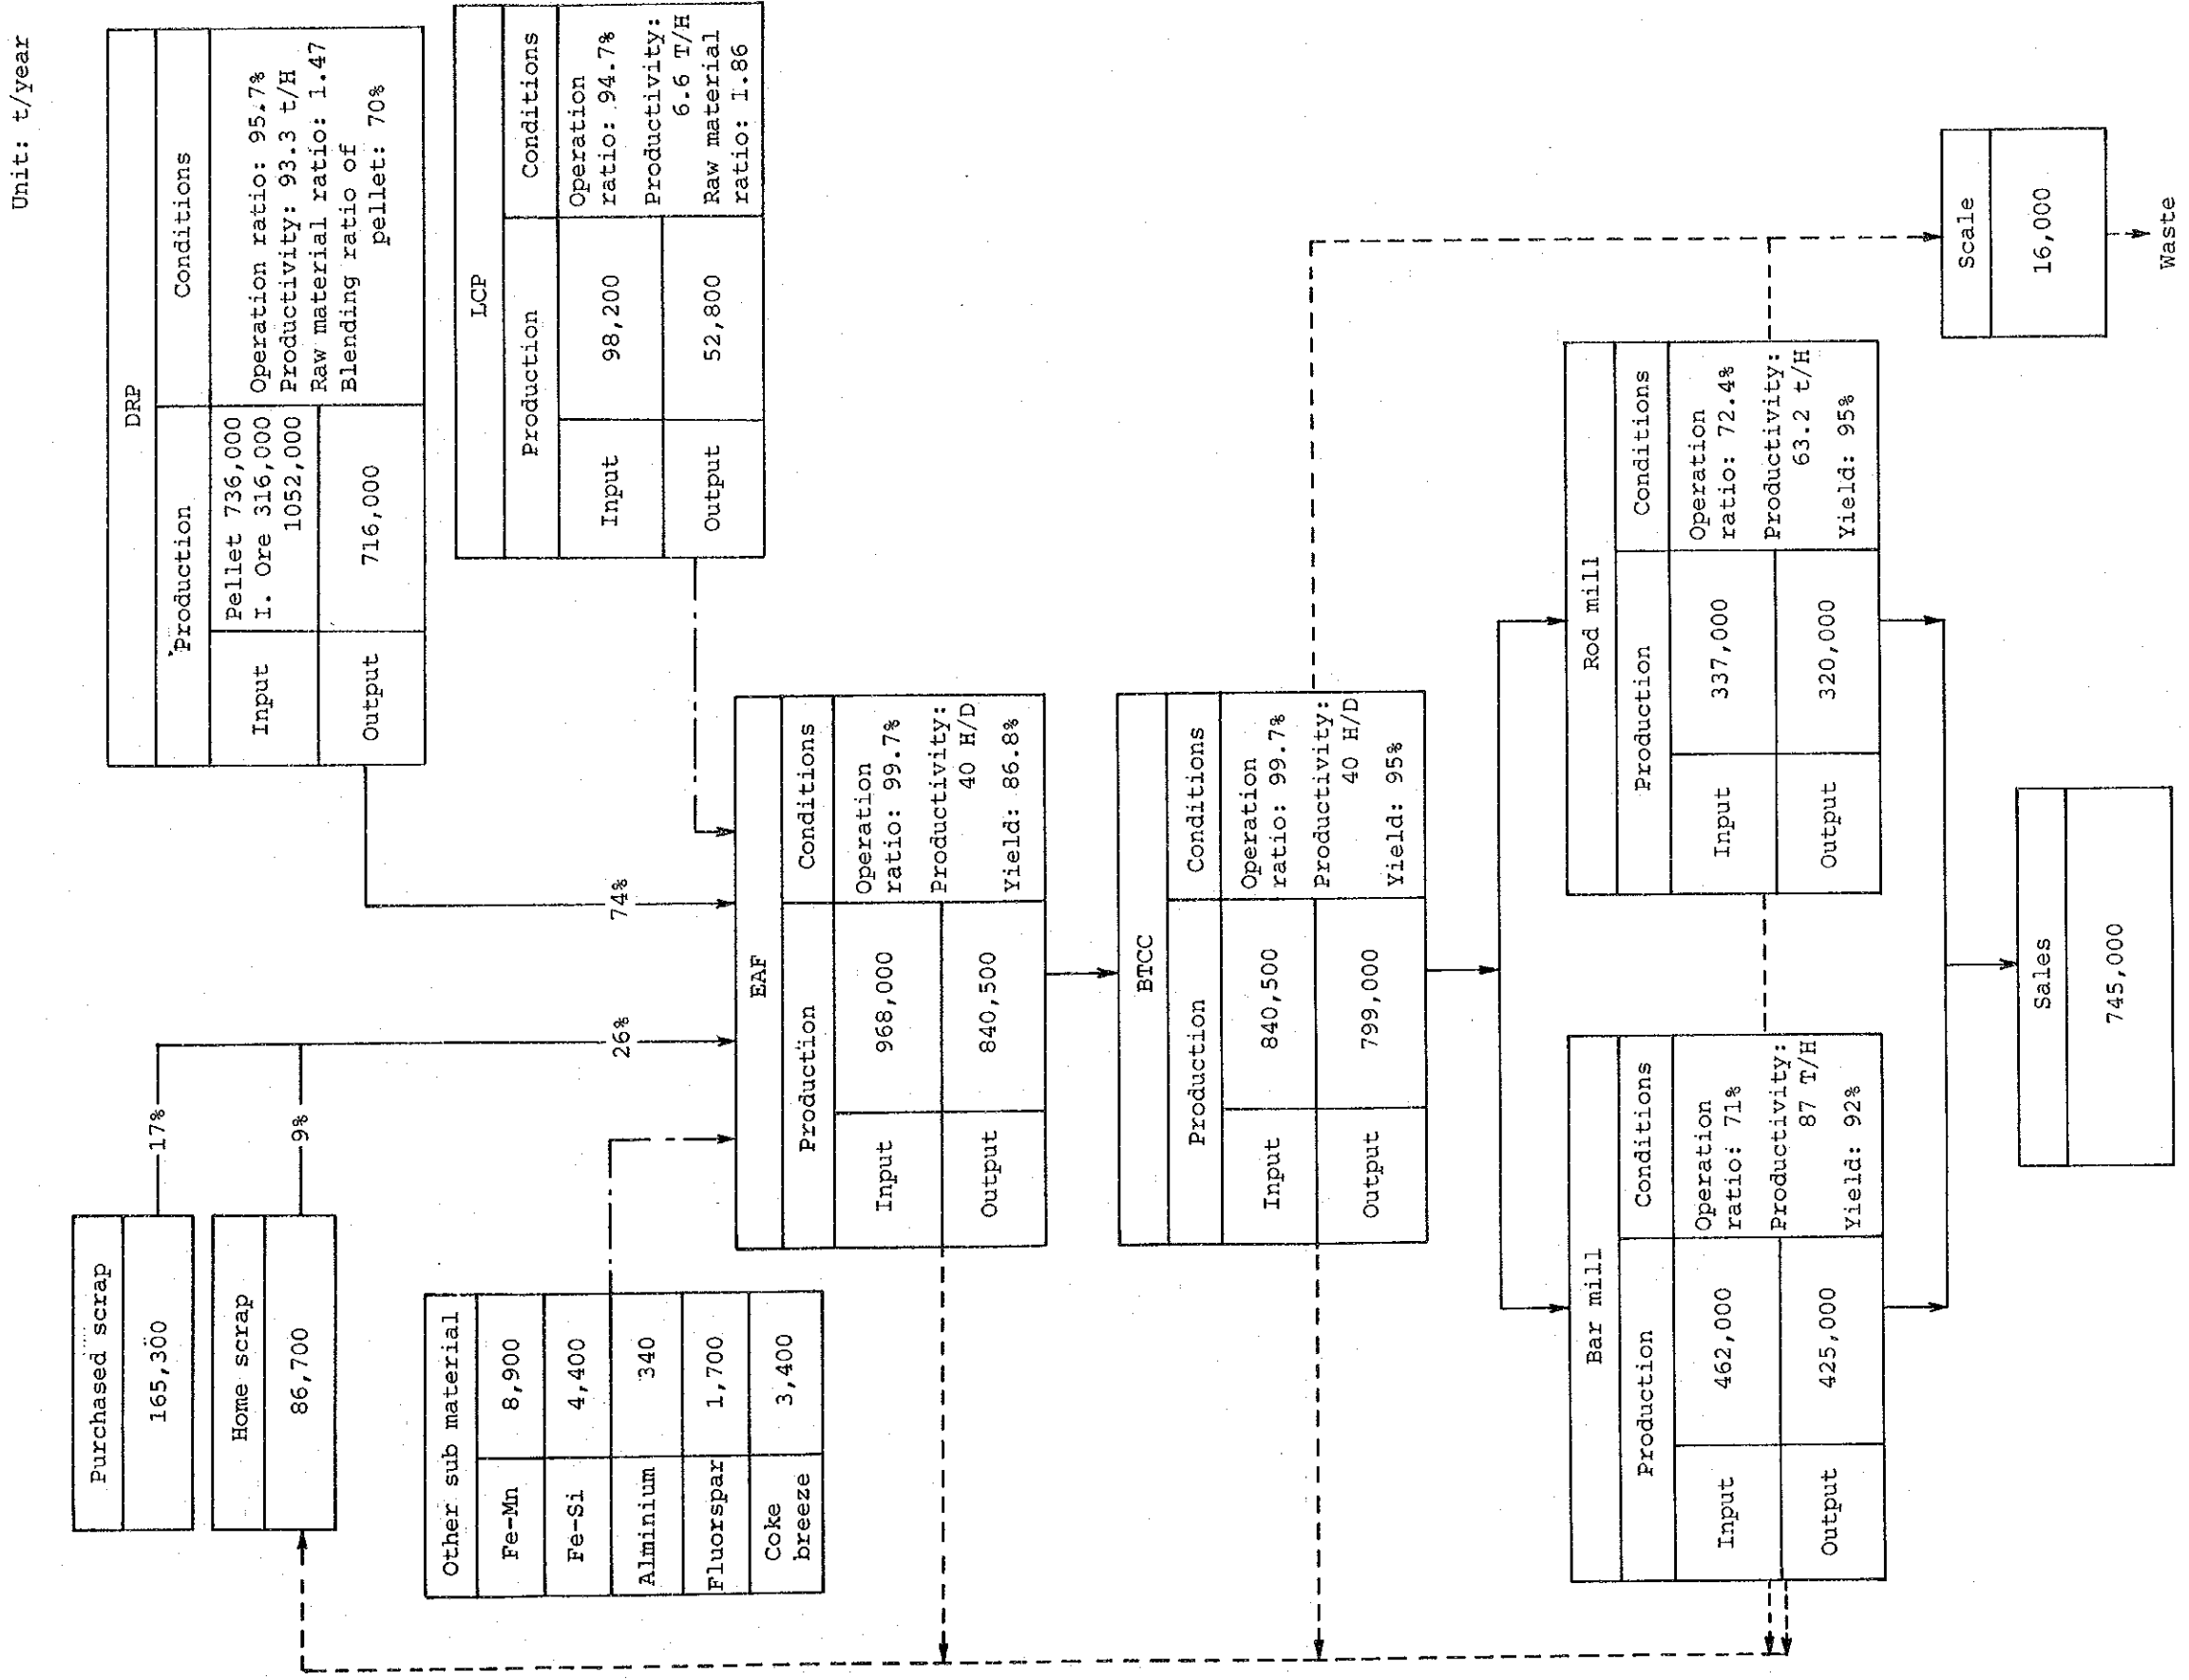 Unit: t/year
Purchased scrap
165,300
17%
Home scrap
86,700
9%
26%
74%
DRP
Production
Conditions
Input
Pellet 736,000
I. Ore 316,000
1052,000
Output
716,000
Operation ratio: 95.7%
Productivity: 93.3 t/H
Raw material ratio: 1.47
Blending ratio of
pellet: 70%
Other sub material
Fe-Mn 8,900
Fe-Si 4,400
Alminium 340
Fluorspar 1,700
Coke
breeze 3,400
LCP
Production
Conditions
Input
98,200
Output
52,800
Operation
ratio: 94.7%
Productivity:
6.6 T/H
Raw material
ratio: 1.86
EAF
Production
Conditions
Input
968,000
Output
840,500
Operation
ratio: 99.7%
Productivity:
40 H/D
Yield: 86.8%
BTCC
Production
Conditions
Input
840,500
Output
799,000
Operation
ratio: 99.7%
Productivity:
40 H/D
Yield: 95%
Bar mill
Production
Conditions
Input
462,000
Output
425,000
Operation
ratio: 71%
Productivity:
87 T/H
Yield: 92%
Rod mill
Production
Conditions
Input
337,000
Output
320,000
Operation
ratio: 72.4%
Productivity:
63.2 t/H
Yield: 95%
Scale
16,000
Waste
Sales
745,000